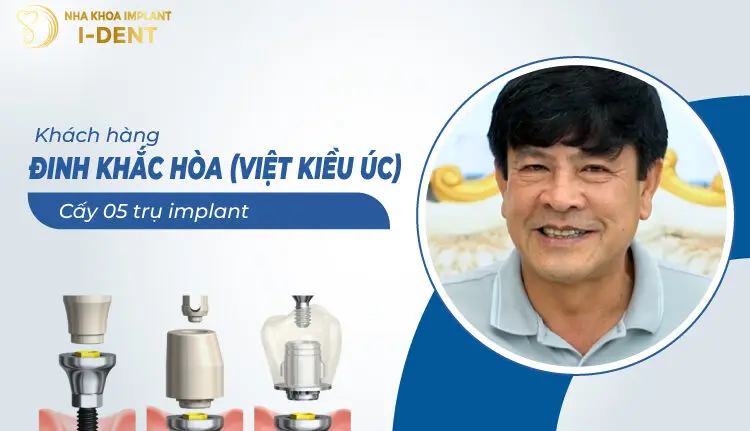 NHA KHOA IMPLANT
I-DENT
Khách hàng
ĐINH KHẮC HÒA (VIỆT KIỀU ÚC)
Cấy 05 trụ implant